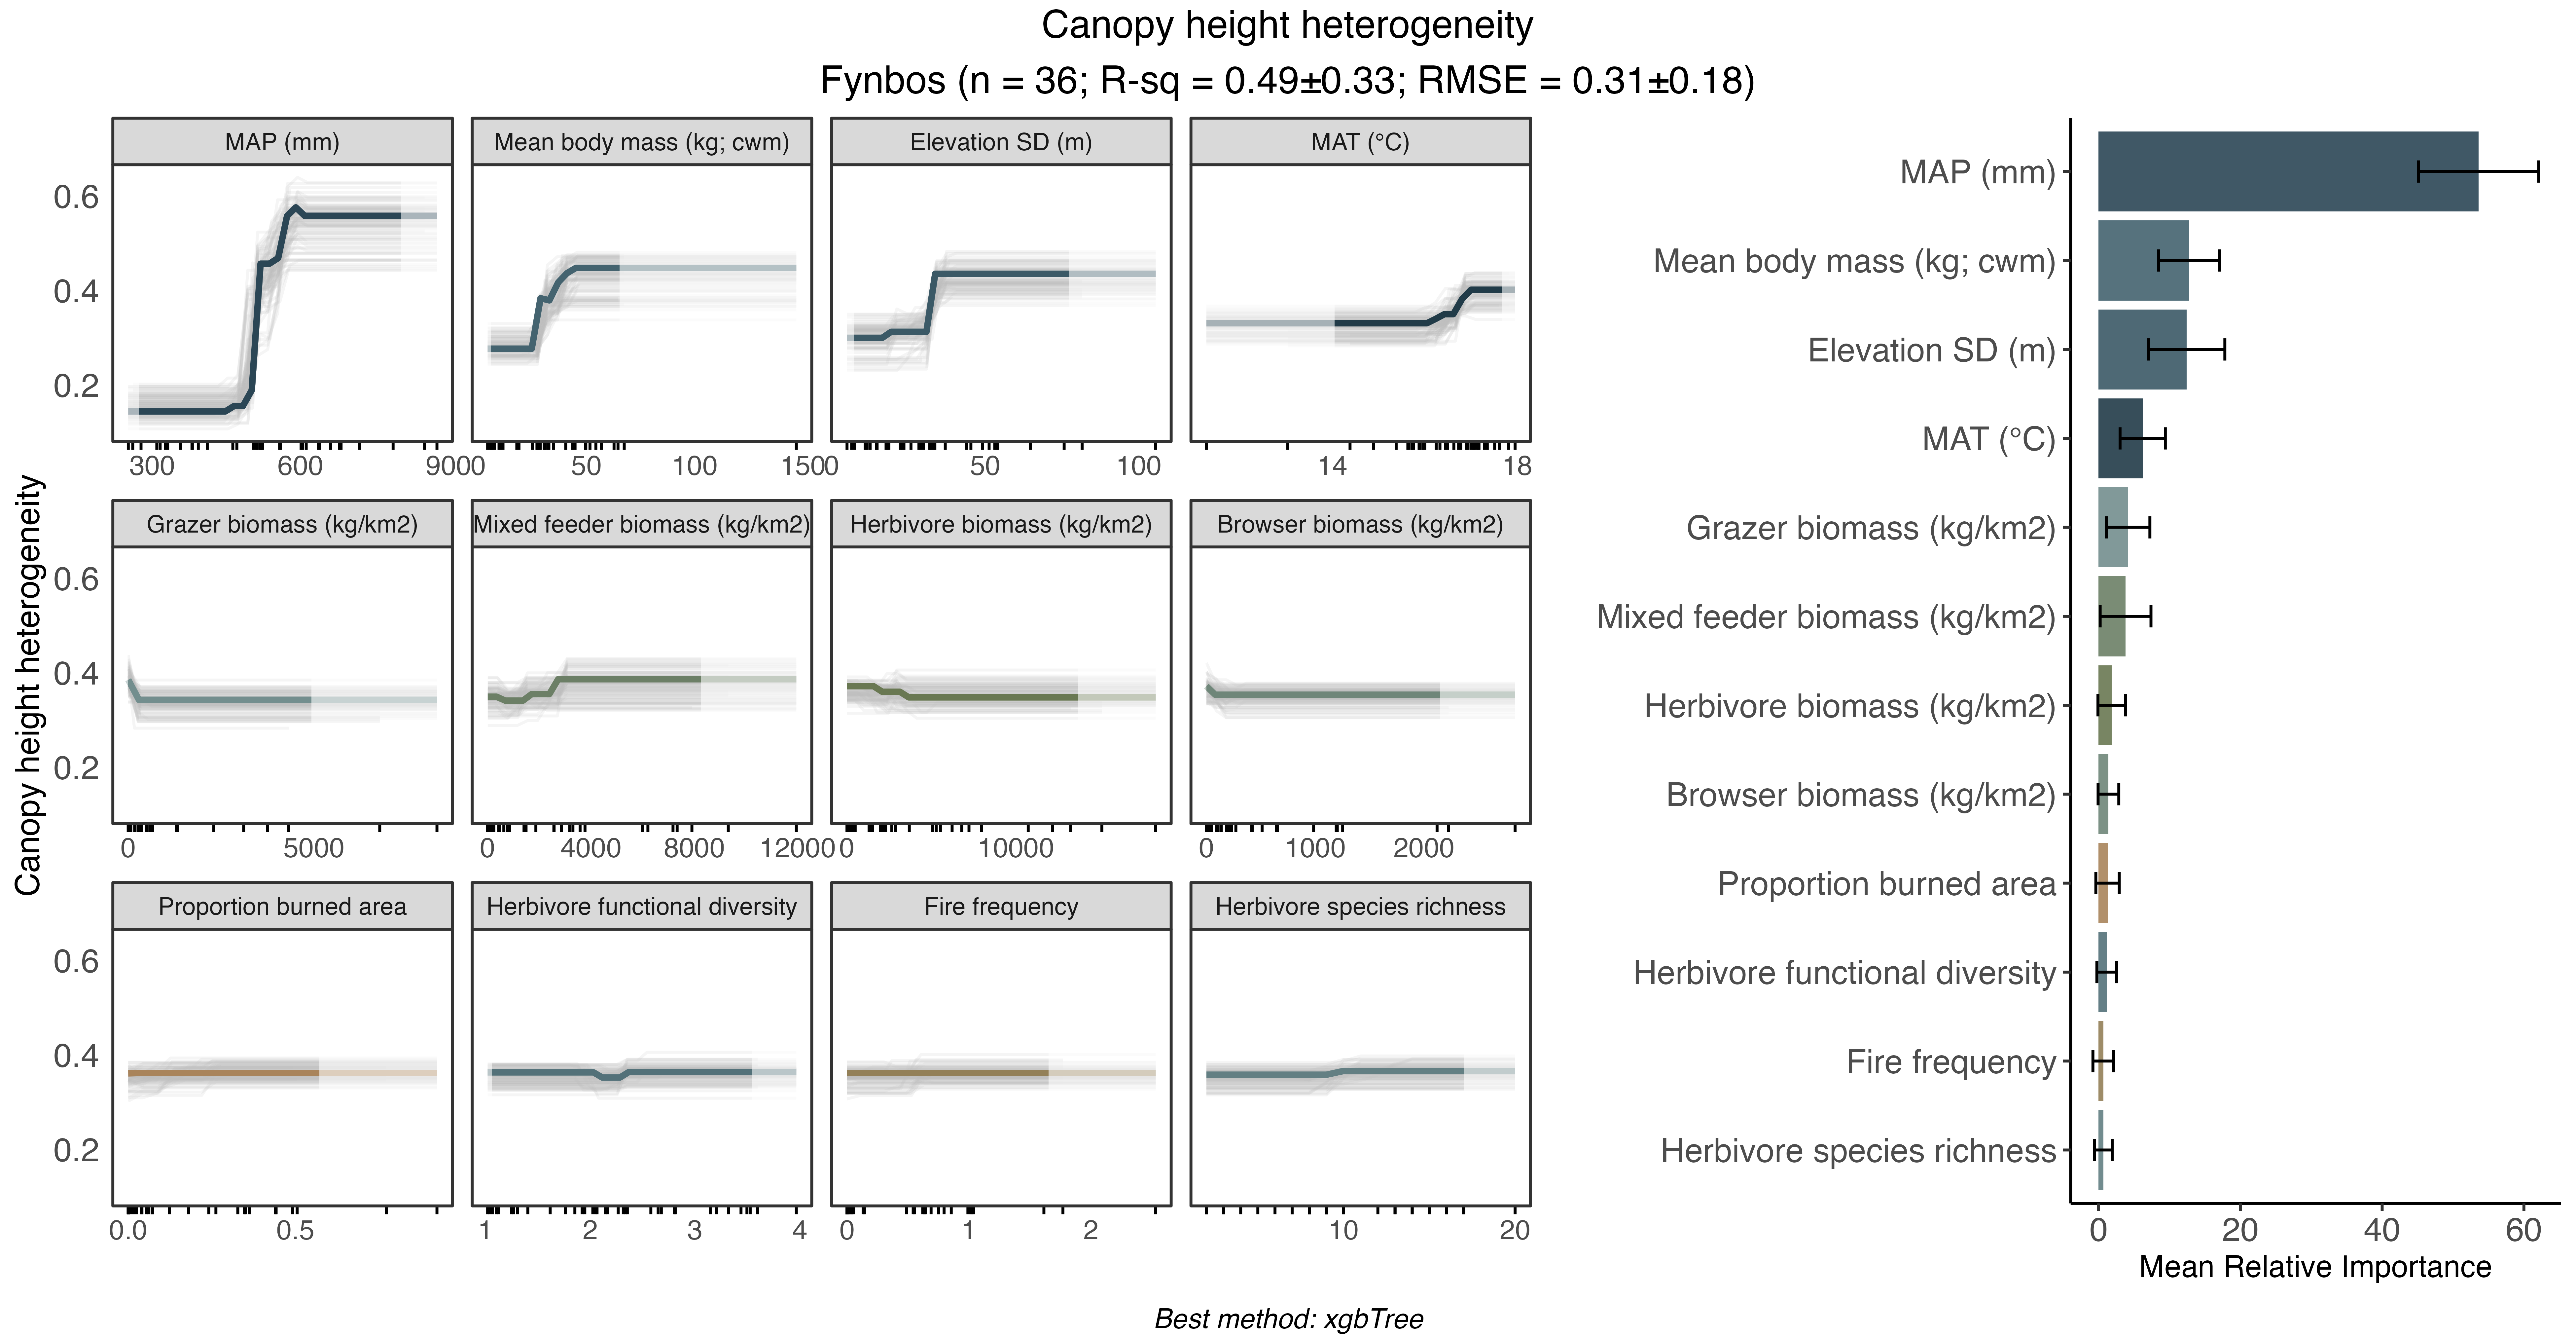 Canopy height heterogeneity
Fynbos (n = 36; R-sq = 0.49±0.33; RMSE = 0.31±0.18)
Canopy height heterogeneity
MAP (mm)
Mean body mass (kg; cwm)
Elevation SD (m)
MAT (°C)
0.6
0.4
0.2
300 600 900
0 50 100 150
0 50 100
14 18
Grazer biomass (kg/km2)
Mixed feeder biomass (kg/km2)
Herbivore biomass (kg/km2)
Browser biomass (kg/km2)
0.6
0.4
0.2
0 5000
0 4000 8000 12000
0 10000
0 1000 2000
Proportion burned area
Herbivore functional diversity
Fire frequency
Herbivore species richness
0.6
0.4
0.2
0.0 0.5
1 2 3 4
0 1 2
10 20
MAP (mm)
Mean body mass (kg; cwm)
Elevation SD (m)
MAT (°C)
Grazer biomass (kg/km2)
Mixed feeder biomass (kg/km2)
Herbivore biomass (kg/km2)
Browser biomass (kg/km2)
Proportion burned area
Herbivore functional diversity
Fire frequency
Herbivore species richness
0 20 40 60
Mean Relative Importance
Best method: xgbTree